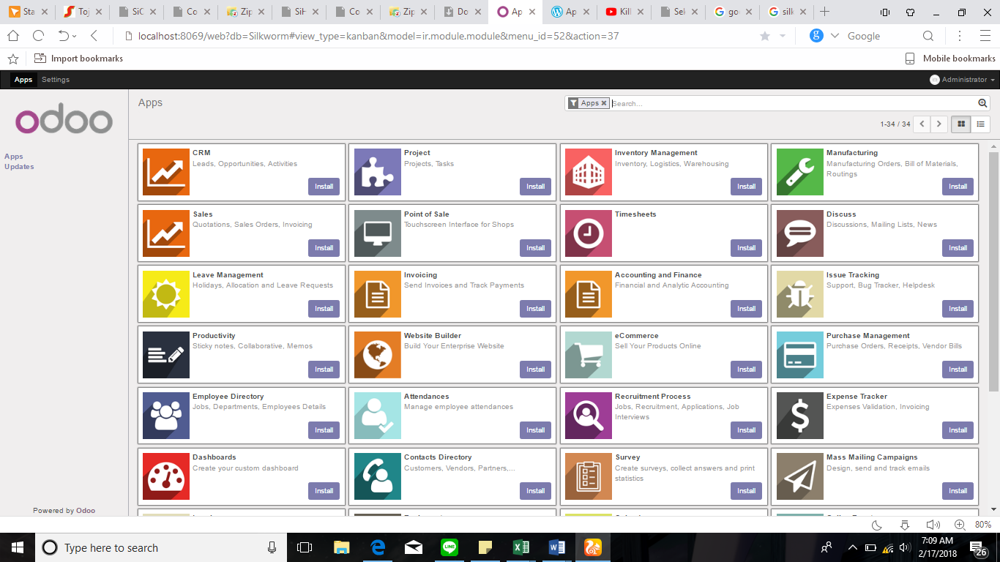 Sta
Toj
SiC
Co
Zip
SiH
Co
Zip
Do
Ap
Ap
Kill
Sel
go
silk
localhost:8069/web?db=Silkworm#view_type=kanban&model=ir.module.module&menu_id=52&action=37
Google
Import bookmarks
Mobile bookmarks
Apps Settings
Administrator
odoo
Apps
Updates
Apps
Apps Search...
1-34 / 34
CRM
Leads, Opportunities, Activities
Install
Project
Projects, Tasks
Install
Inventory Management
Inventory, Logistics, Warehousing
Install
Manufacturing
Manufacturing Orders, Bill of Materials,
Routings
Install
Sales
Quotations, Sales Orders, Invoicing
Install
Point of Sale
Touchscreen Interface for Shops
Install
Timesheets
Install
Discuss
Discussions, Mailing Lists, News
Install
Leave Management
Holidays, Allocation and Leave Requests
Install
Invoicing
Send Invoices and Track Payments
Install
Accounting and Finance
Financial and Analytic Accounting
Install
Issue Tracking
Support, Bug Tracker, Helpdesk
Install
Productivity
Sticky notes, Collaborative, Memos
Install
Website Builder
Build Your Enterprise Website
Install
eCommerce
Sell Your Products Online
Install
Purchase Management
Purchase Orders, Receipts, Vendor Bills
Install
Employee Directory
Jobs, Departments, Employees Details
Install
Attendances
Manage employee attendances
Install
Recruitment Process
Jobs, Recruitment, Applications, Job
Interviews
Install
Expense Tracker
Expenses Validation, Invoicing
Install
Dashboards
Create your custom dashboard
Install
Contacts Directory
Customers, Vendors, Partners,...
Install
Survey
Create surveys, collect answers and print
statistics
Install
Mass Mailing Campaigns
Design, send and track emails
Install
Powered by Odoo
80%
Type here to search
LINE
7:09 AM
2/17/2018
26